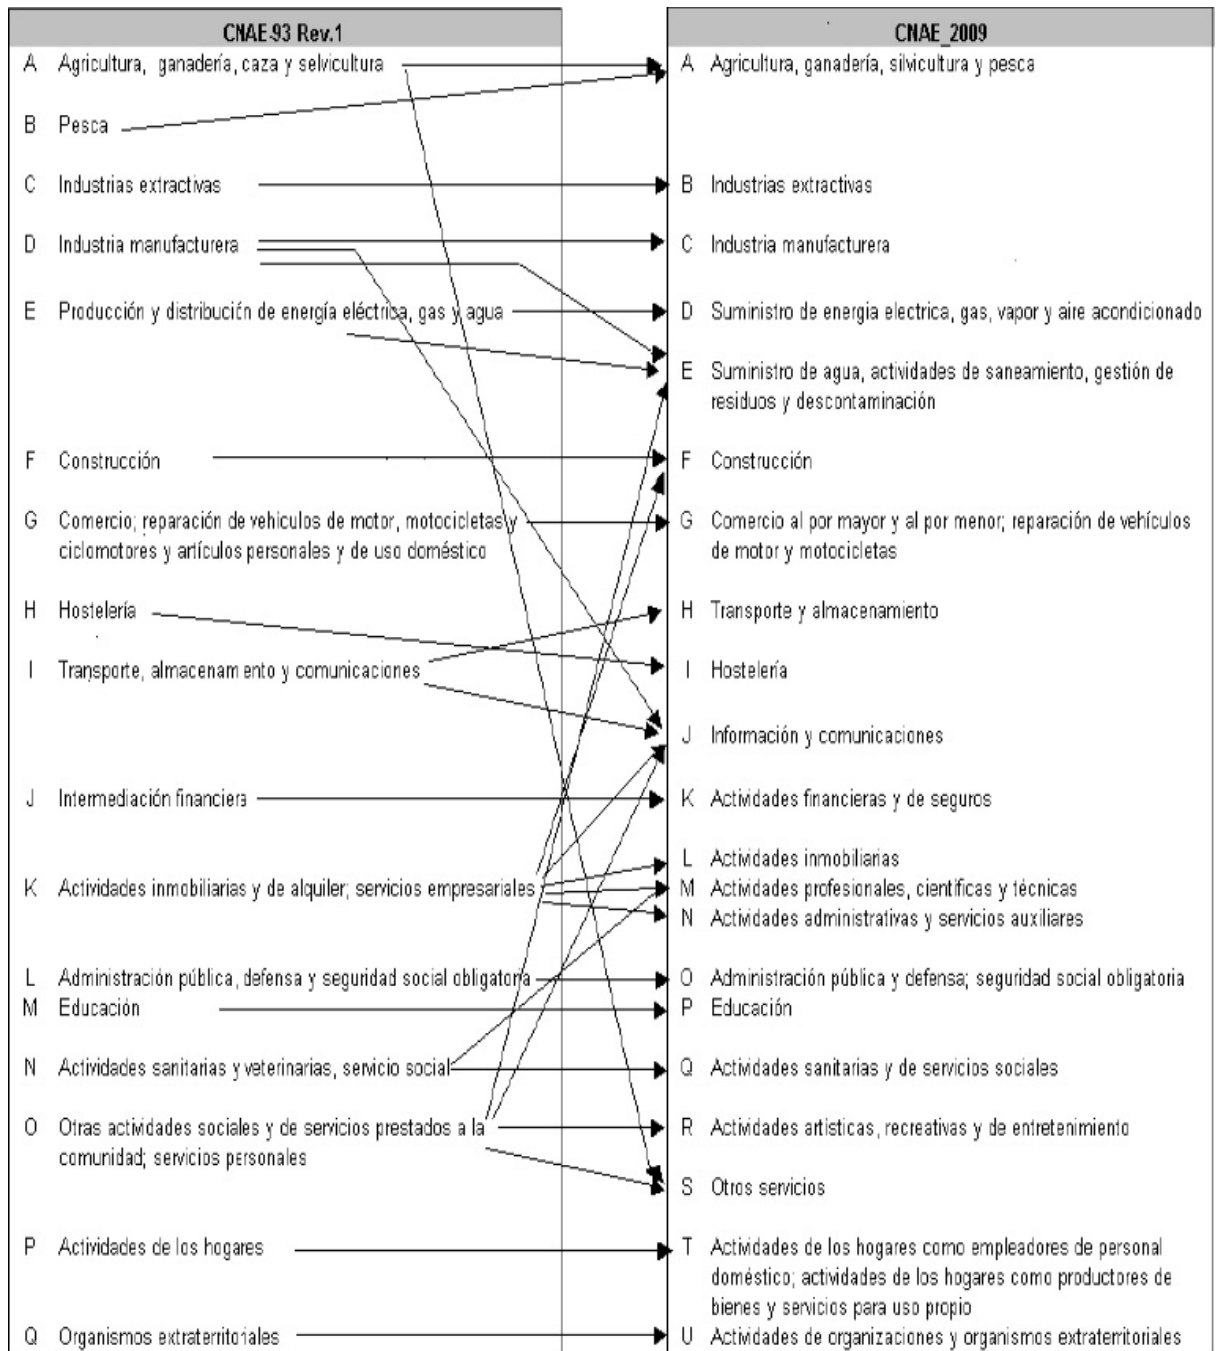 CNAE-93 Rev.1
A Agricultura, ganadería, caza y selvicultura
B Pesca
C Industrias extractivas
D Industria manufacturera
E Producción y distribución de energía eléctrica, gas y agua
F Construcción
G Comercio; reparación de vehículos de motor, motocicletas y
ciclomotores y artículos personales y de uso doméstico
H Hostelería
I Transporte, almacenamento y comunicaciones
J Intermediación financiera
K Actividades inmobiliarias y de alquiler; servicios empresariales
L Administración pública, defensa y seguridad social obligatoria
M Educación
N Actividades sanitarias y veterinarias, servicio social
O Otras actividades sociales y de servicios prestados a la
comunidad; servicios personales
P Actividades de los hogares
Q Organismos extraterritoriales
CNAE_2009
A Agricultura, ganadería, silvicultura y pesca
B Industrias extractivas
C Industria manufacturera
D Suministro de energia electrica, gas, vapor y aire acondicionado
E Suministro de agua, actividades de saneamiento, gestión de
residuos y descontaminación
F Construcción
G Comercio al por mayor y al por menor; reparación de vehículos
de motor y motocicletas
H Transporte y almacenamiento
I Hostelería
J Información y comunicaciones
K Actividades financieras y de seguros
L Actividades inmobiliarias
M Actividades profesionales, científicas y técnicas
N Actividades administrativas y servicios auxiliares
O Administración pública y defensa; seguridad social obligatoria
P Educación
Q Actividades sanitarias y de servicios sociales
R Actividades artísticas, recreativas y de entretenimiento
S Otros servicios
T Actividades de los hogares como empleadores de personal
doméstico; actividades de los hogares como productores de
bienes y servicios para uso propio
U Actividades de organizaciones y organismos extraterritoriales